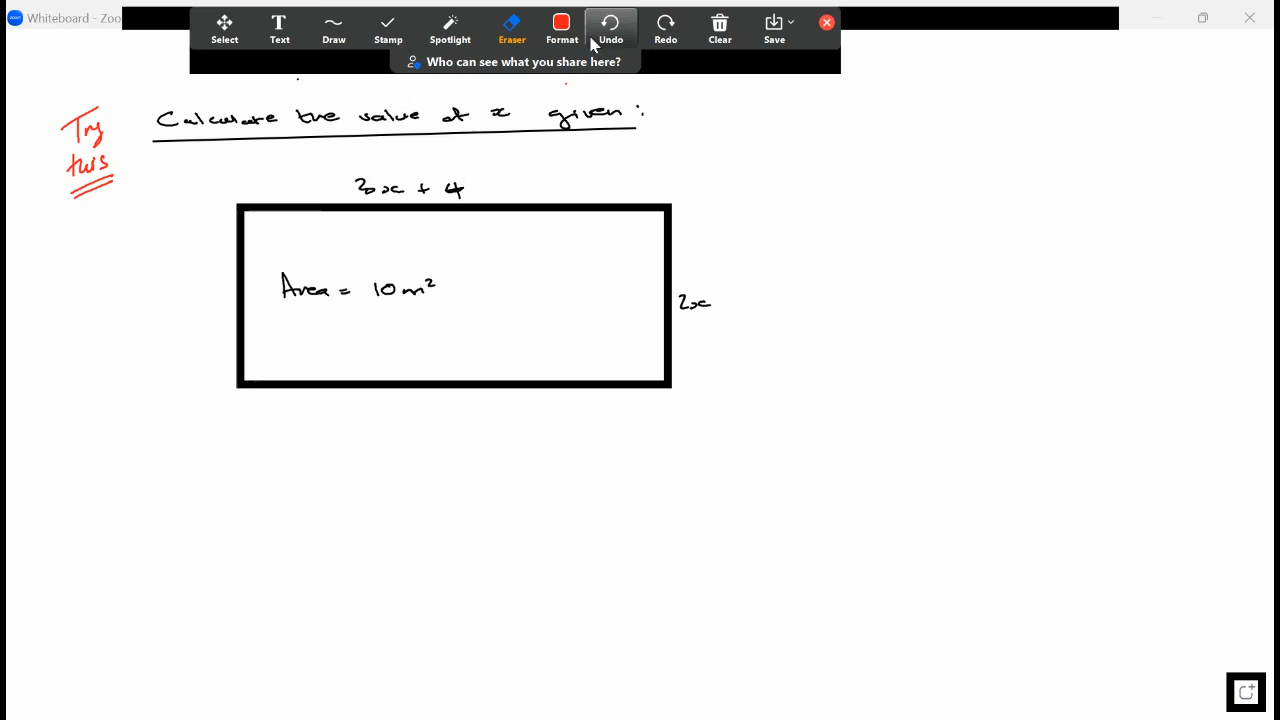 Whiteboard - Zoo
Select Text Draw Stamp Spotlight Eraser Format Undo Redo Clear Save
Who can see what you share here?
Try
this
Calculate the value of x given :
3x + 4
Area = 10m²
2x